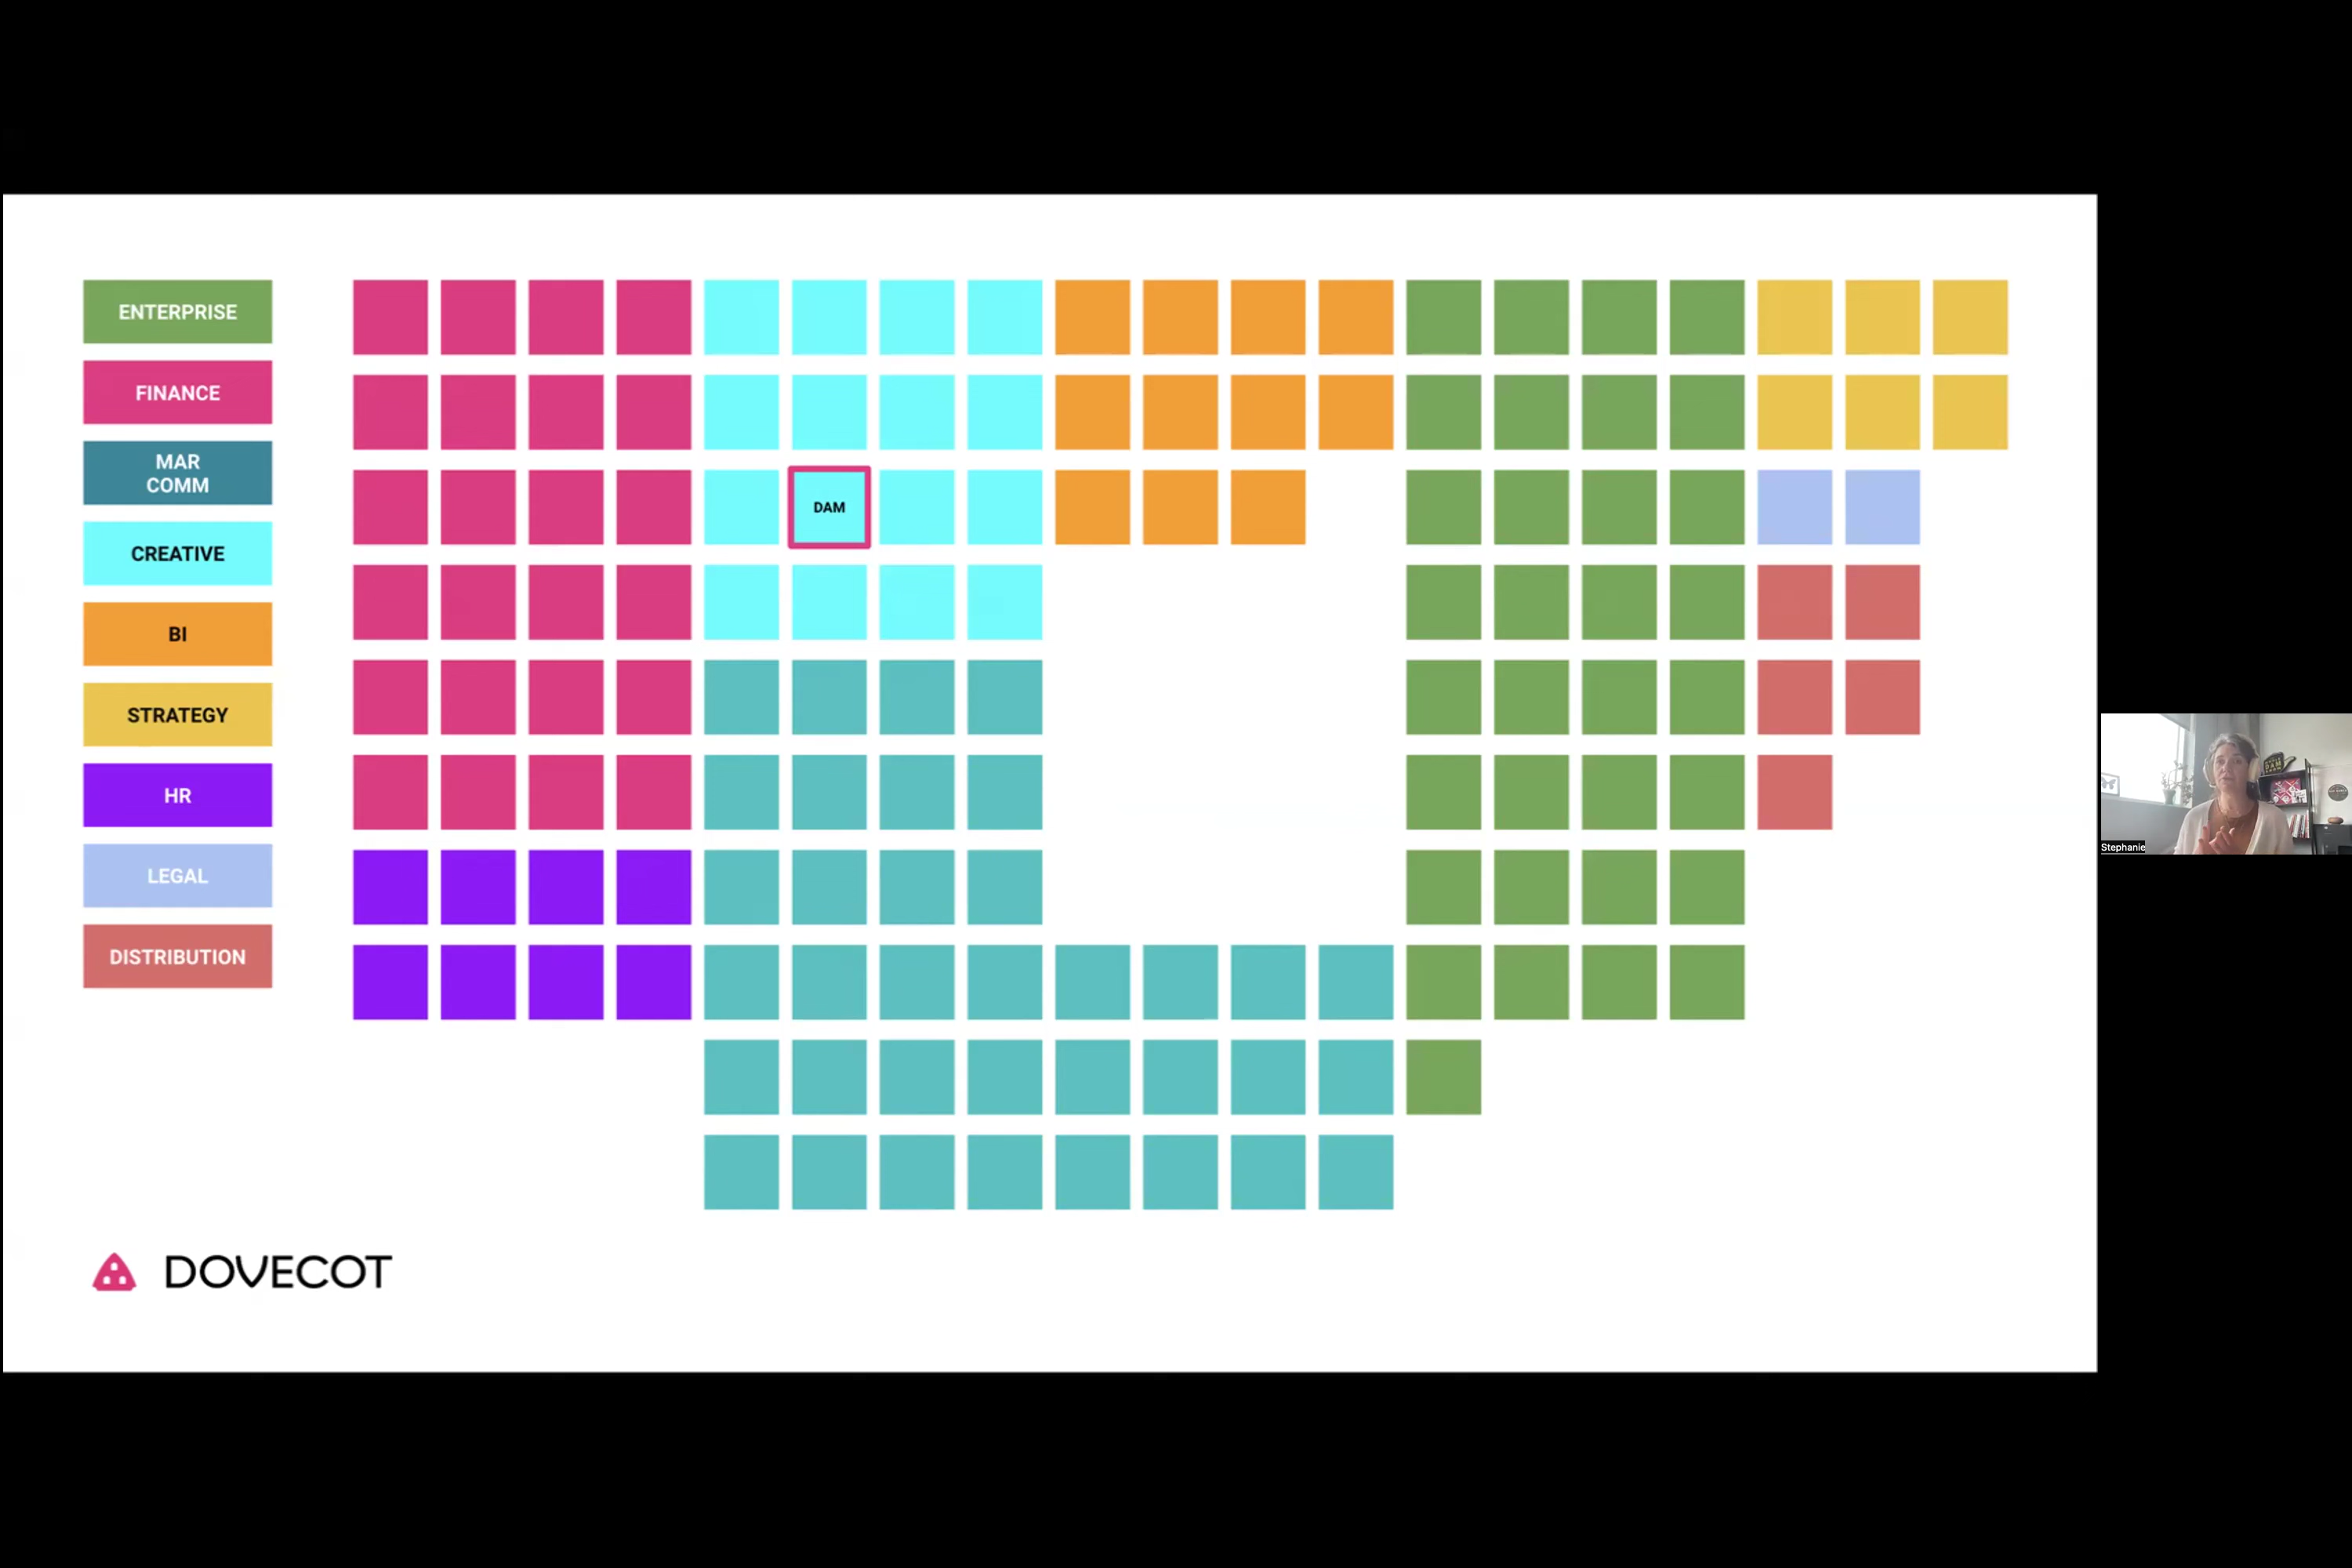 ENTERPRISE
FINANCE
MAR
COMM
CREATIVE
BI
STRATEGY
HR
LEGAL
DISTRIBUTION
DAM
DOVECOT
Stephanie